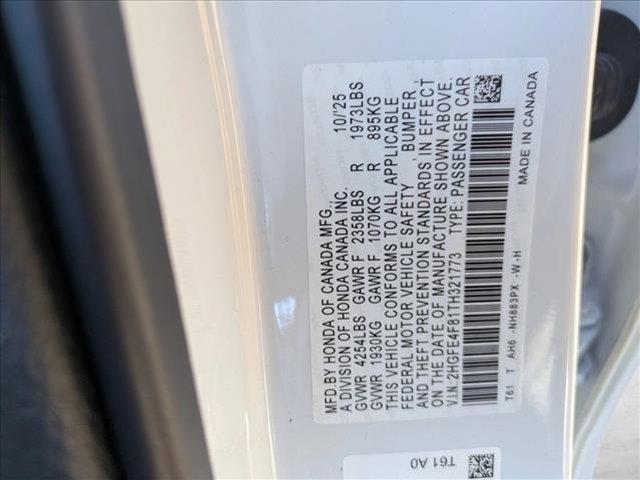 MFD.BY HONDA OF CANADA MFG., 10/'25
A DIVISION OF HONDA CANADA INC.
GVWR 4254LBS GAWR F 2358LBS R 1973LBS
GVWR 1930KG GAWR F 1070KG R 895KG
THIS VEHICLE CONFORMS TO ALL APPLICABLE
FEDERAL MOTOR VEHICLE SAFETY, BUMPER,
AND THEFT PREVENTION STANDARDS IN EFFECT
ON THE DATE OF MANUFACTURE SHOWN ABOVE.
V.I.N:2HGFE4F81TH321773 TYPE: PASSENGER CAR
T61 T AH6 -NH883PX -W -H
MADE IN CANADA
T61 A0